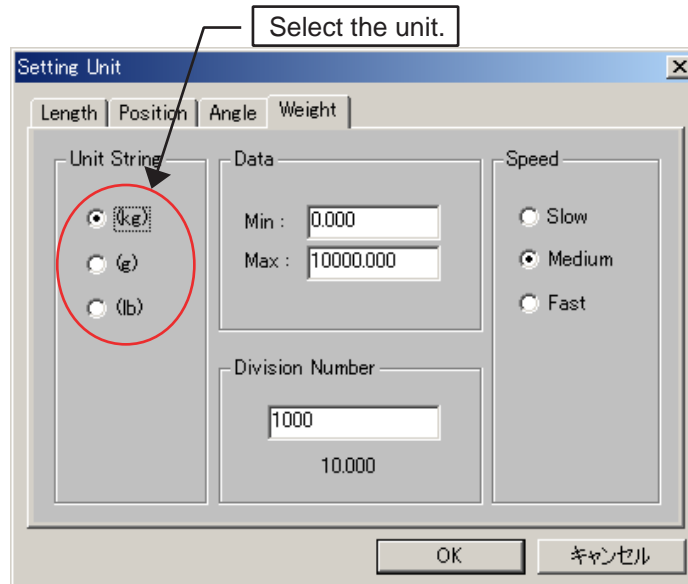 Select the unit.
Setting Unit
Length Position Angle Weight
Unit String
(kg)
(g)
(lb)
Data
Min : 0.000
Max : 10000.000
Division Number
1000
10.000
Speed
Slow
Medium
Fast
OK キャンセル